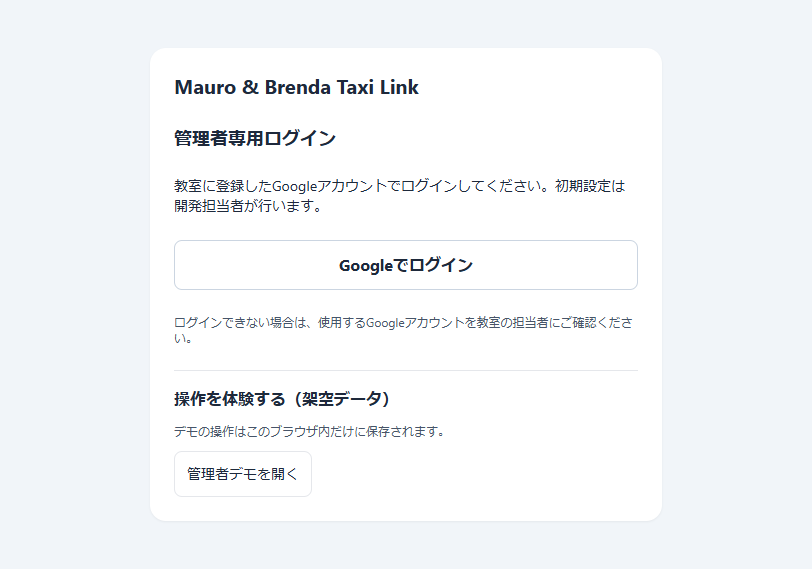 Mauro & Brenda Taxi Link
管理者専用ログイン
教室に登録したGoogleアカウントでログインしてください。初期設定は
開発担当者が行います。
Googleでログイン
ログインできない場合は、使用するGoogleアカウントを教室の担当者にご確認くださ
い。
操作を体験する（架空データ）
デモの操作はこのブラウザ内だけに保存されます。
管理者デモを開く